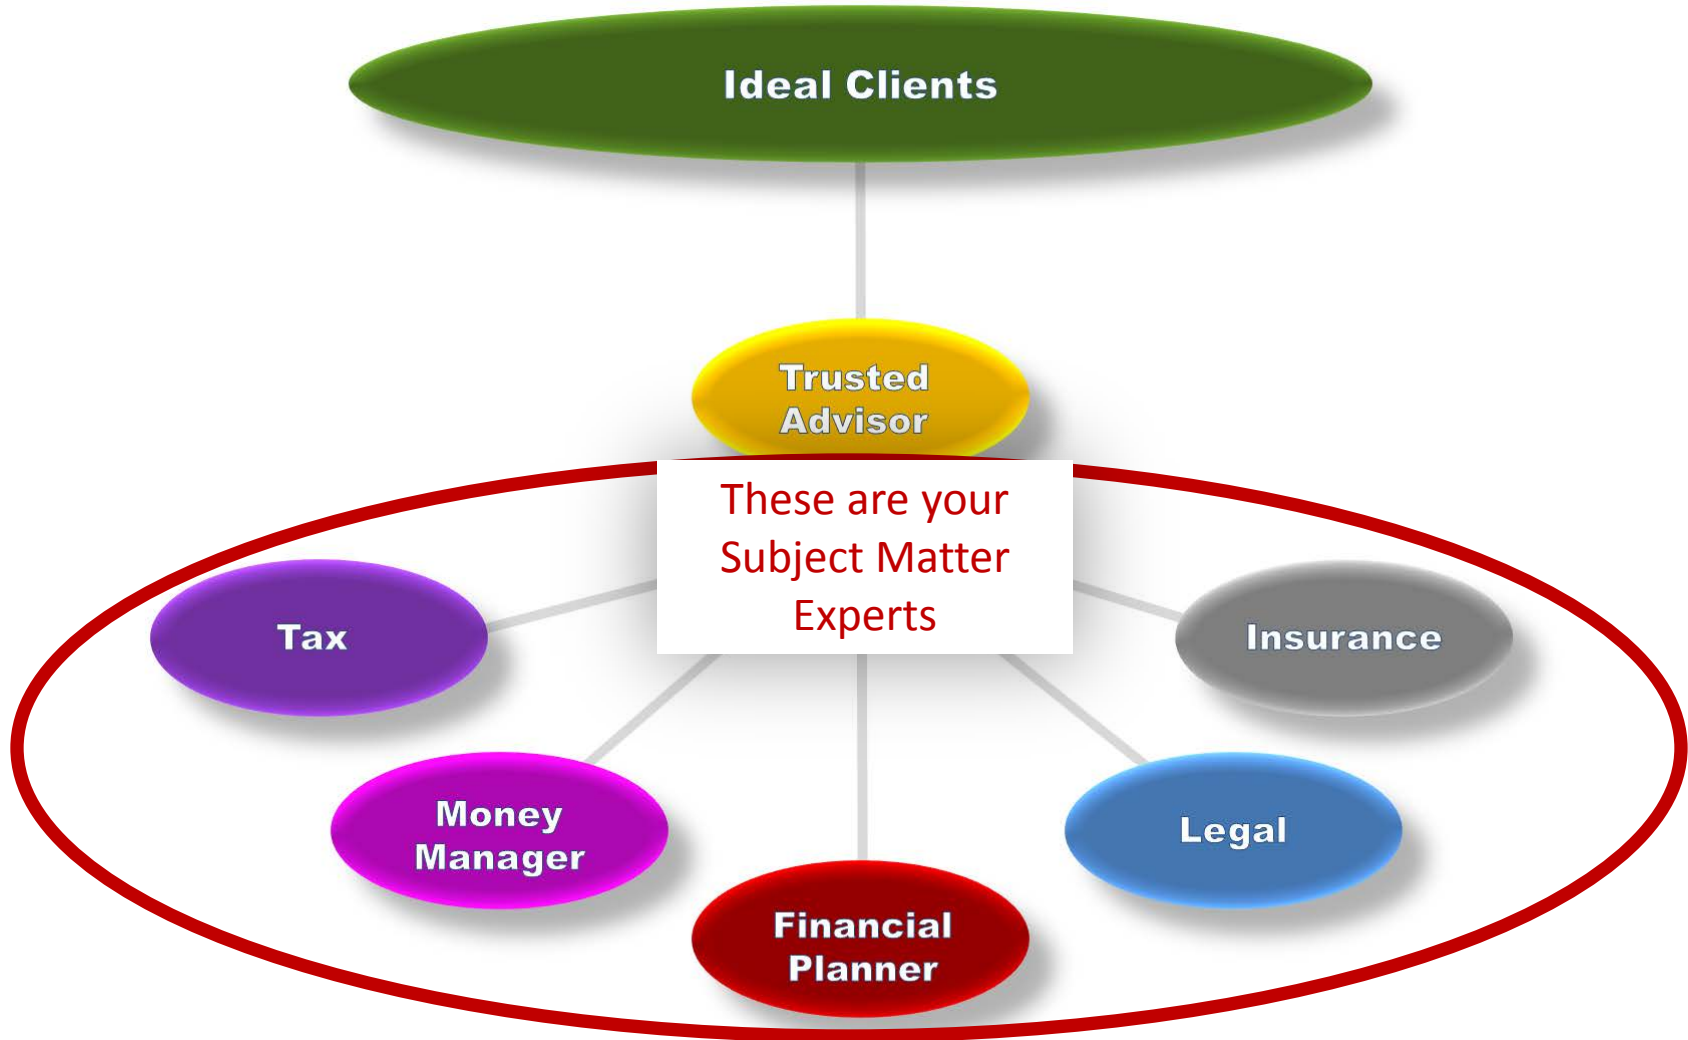 Ideal Clients
Trusted
Advisor
These are your
Subject Matter
Experts
Tax
Insurance
Money
Manager
Legal
Financial
Planner